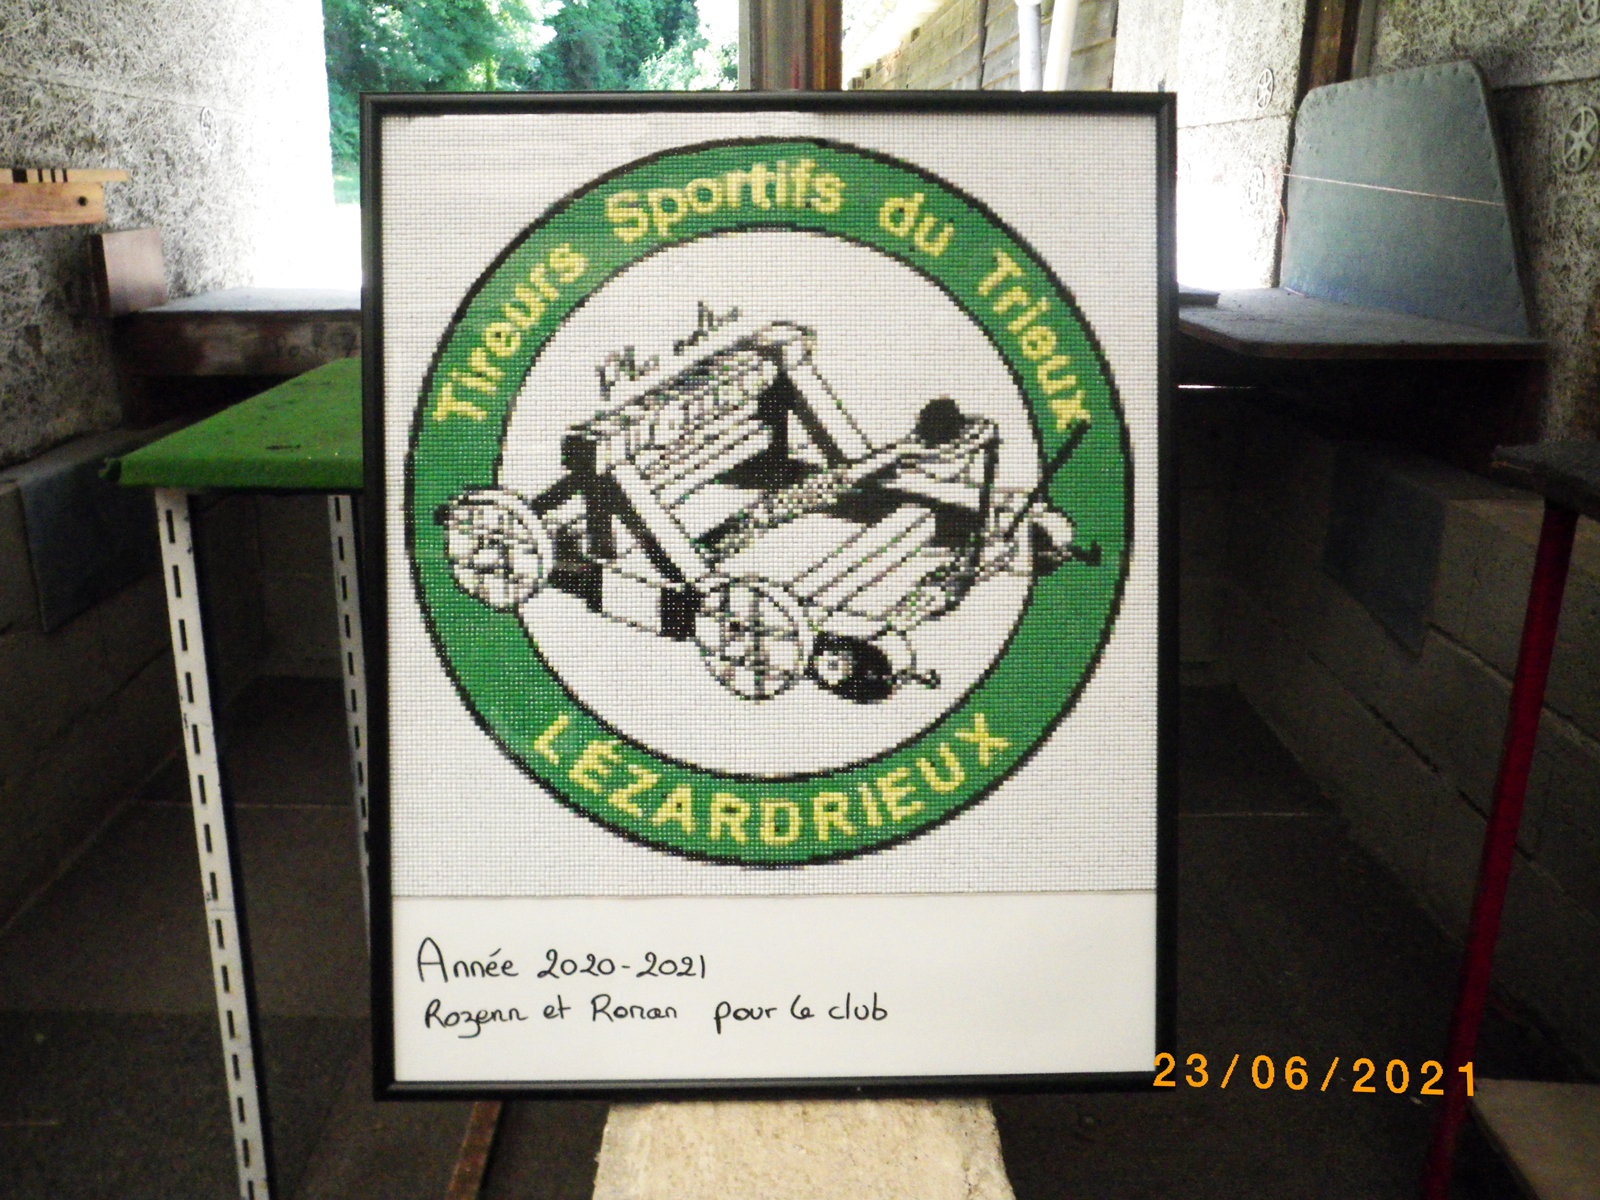 Tireurs Sportifs du Trieux
LÉZARDRIEUX
Année 2020-2021
Rozenn et Ronan pour le club
23/06/2021